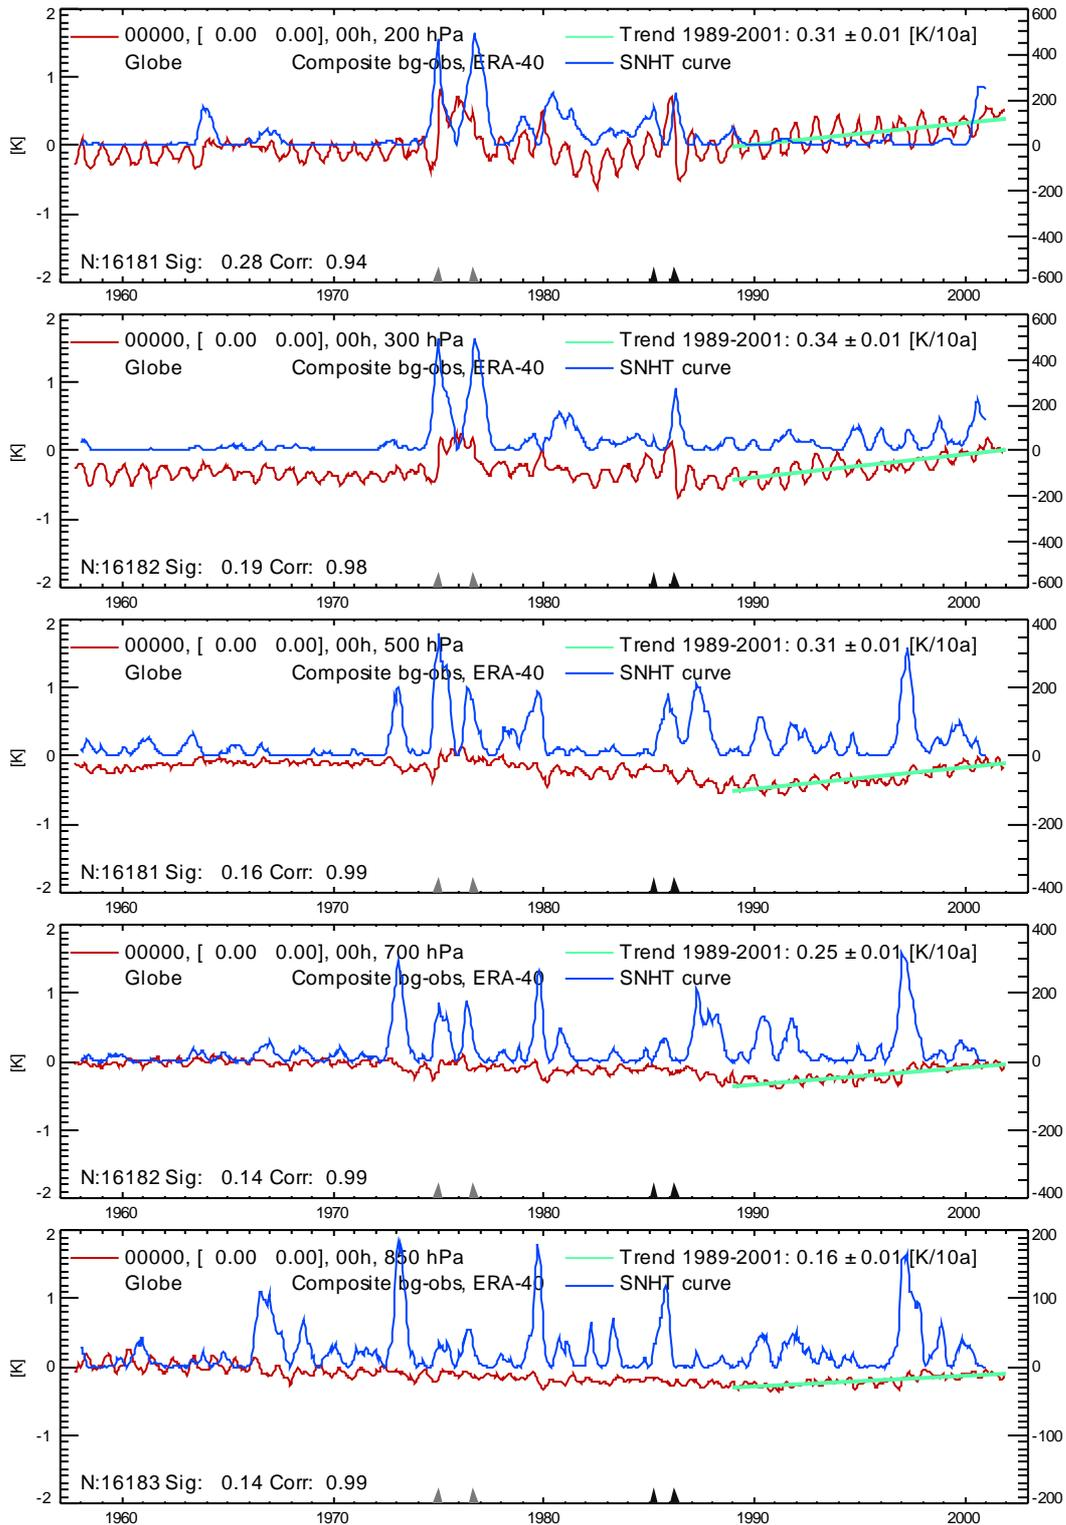 2 600
00000, [ 0.00 0.00], 00h, 200 hPa Trend 1989-2001: 0.31 ± 0.01 [K/10a]
Globe Composite bg-obs, ERA-40 SNHT curve
400
1
200
[K] 0 0
-200
-1
-400
N:16181 Sig: 0.28 Corr: 0.94
-2 -600
1960 1970 1980 1990 2000
2 600
00000, [ 0.00 0.00], 00h, 300 hPa Trend 1989-2001: 0.34 ± 0.01 [K/10a]
Globe Composite bg-obs, ERA-40 SNHT curve
400
1
200
[K] 0 0
-200
-1
-400
N:16182 Sig: 0.19 Corr: 0.98
-2 -600
1960 1970 1980 1990 2000
2 400
00000, [ 0.00 0.00], 00h, 500 hPa Trend 1989-2001: 0.31 ± 0.01 [K/10a]
Globe Composite bg-obs, ERA-40 SNHT curve
1 200
[K] 0 0
-1 -200
N:16181 Sig: 0.16 Corr: 0.99
-2 -400
1960 1970 1980 1990 2000
2 400
00000, [ 0.00 0.00], 00h, 700 hPa Trend 1989-2001: 0.25 ± 0.01 [K/10a]
Globe Composite bg-obs, ERA-40 SNHT curve
1 200
[K] 0 0
-1 -200
N:16182 Sig: 0.14 Corr: 0.99
-2 -400
1960 1970 1980 1990 2000
2 200
00000, [ 0.00 0.00], 00h, 850 hPa Trend 1989-2001: 0.16 ± 0.01 [K/10a]
Globe Composite bg-obs, ERA-40 SNHT curve
1 100
[K] 0 0
-1 -100
N:16183 Sig: 0.14 Corr: 0.99
-2 -200
1960 1970 1980 1990 2000